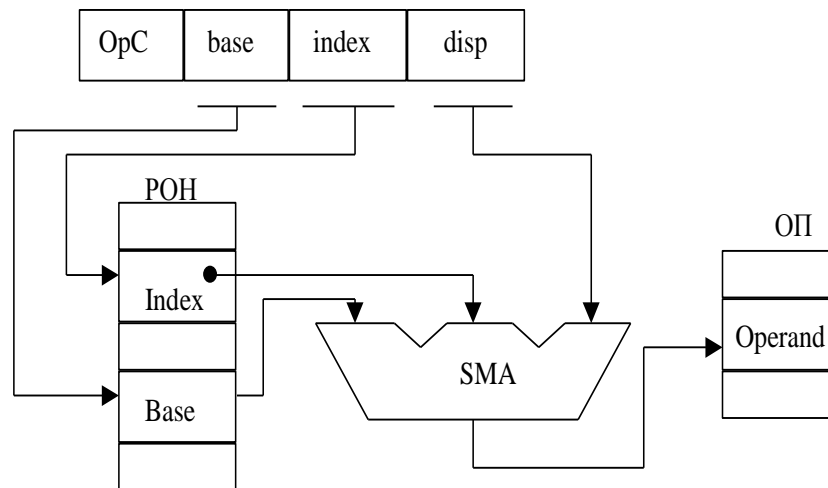 OpC base index disp
РОН
Index
Base
SMA
ОП
Operand